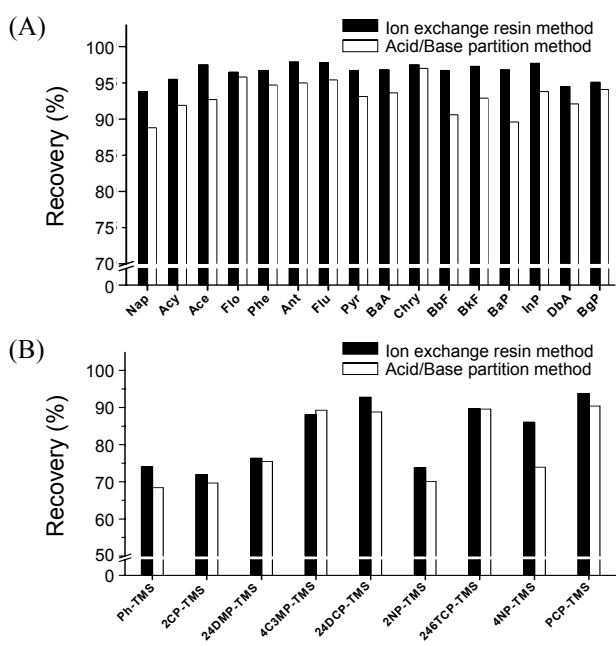 (A)
Ion exchange resin method
Acid/Base partition method
Recovery (%)
100
95
90
85
80
75
70
0
Nap Acy Ace Flo Phe Ant Flu Pyr BaA Chry BbF BkF BaP InP DbA BgP
(B)
Ion exchange resin method
Acid/Base partition method
Recovery (%)
100
90
80
70
60
50
0
Ph-TMS 2CP-TMS 24DMP-TMS 4C3MP-TMS 24DCP-TMS 2NP-TMS 246TCP-TMS 4NP-TMS PCP-TMS